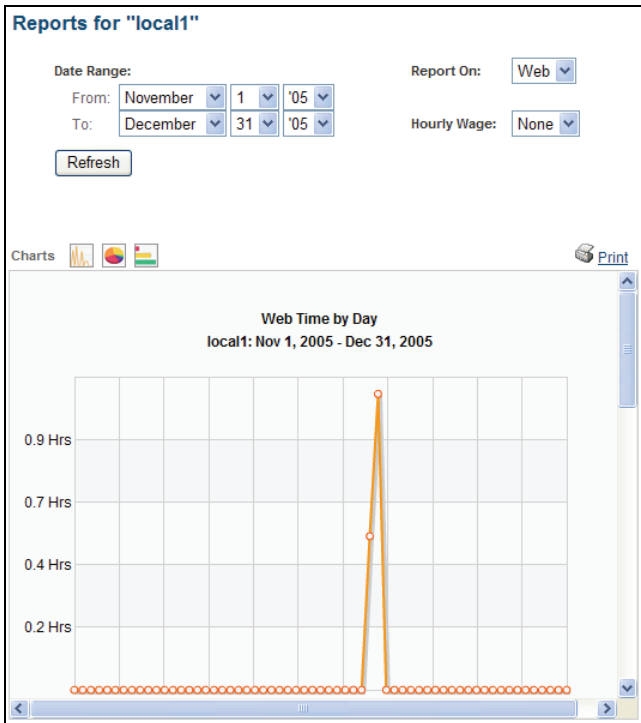 Reports for "local1"
Date Range:
Report On: Web
From: November 1 '05
To: December 31 '05
Hourly Wage: None
Refresh
Charts
Print
Web Time by Day
local1: Nov 1, 2005 - Dec 31, 2005
0.9 Hrs
0.7 Hrs
0.4 Hrs
0.2 Hrs